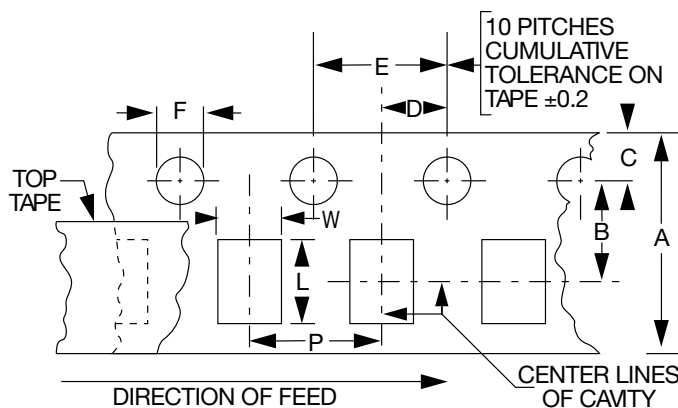 10 PITCHES
CUMULATIVE
TOLERANCE ON
TAPE ±0.2
E
F
D
C
TOP
TAPE
W
B
A
L
P
CENTER LINES
OF CAVITY
DIRECTION OF FEED